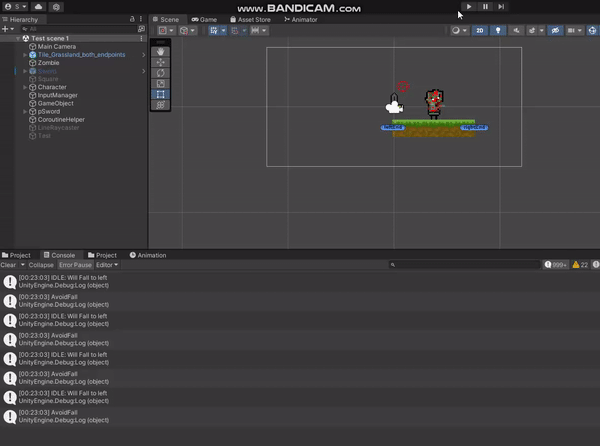 S
WWW.BANDICAM.COM
Hierarchy
Scene
Game
Asset Store
Animator
All
2D
Test scene 1
Main Camera
Tile_Grassland_both_endpoints
Zombie
Sword
Square
Character
InputManager
GameObject
pSword
CoroutineHelper
LineRaycaster
Test
Project
Console
Project
Animation
Clear
Collapse
Error Pause
Editor
999+
22
[00:23:03] IDLE: Will Fall to left
UnityEngine.Debug:Log (object)
[00:23:03] AvoidFall
UnityEngine.Debug:Log (object)
[00:23:03] IDLE: Will Fall to left
UnityEngine.Debug:Log (object)
[00:23:03] AvoidFall
UnityEngine.Debug:Log (object)
[00:23:03] IDLE: Will Fall to left
UnityEngine.Debug:Log (object)
[00:23:03] AvoidFall
UnityEngine.Debug:Log (object)
[00:23:03] IDLE: Will Fall to left
UnityEngine.Debug:Log (object)
[00:23:03] AvoidFall
UnityEngine.Debug:Log (object)